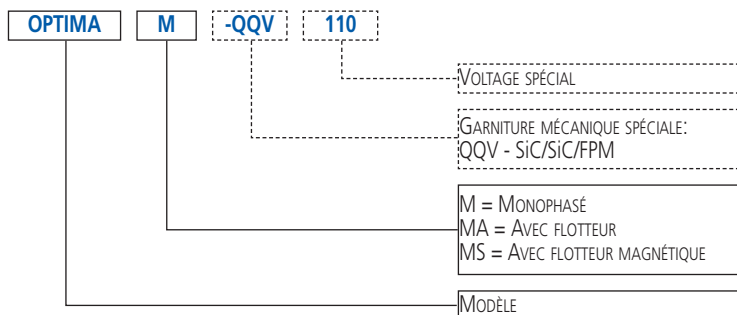 OPTIMA M -QQV 110
VOLTAGE SPÉCIAL
GARNITURE MÉCANIQUE SPÉCIALE:
QQV - SiC/SiC/FPM
M = MONOPHASÉ
MA = AVEC FLOTTEUR
MS = AVEC FLOTTEUR MAGNÉTIQUE
MODÈLE